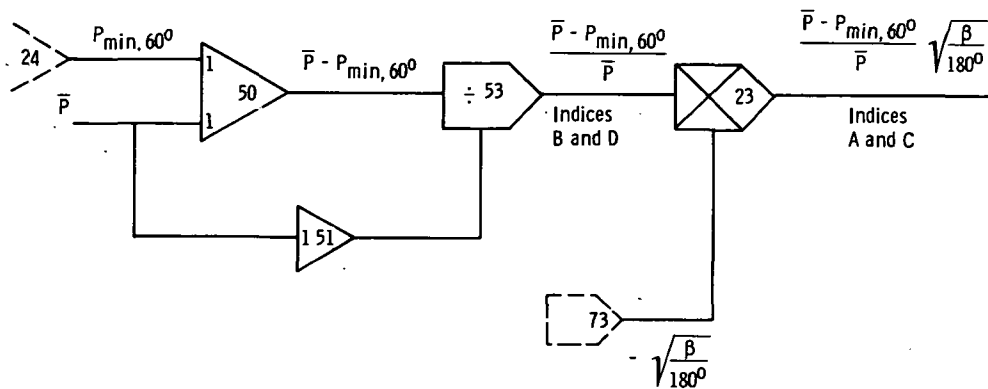 24
P_min, 60°
P̅
1
50
1
P̅ - P_min, 60°
÷ 53
(P̅ - P_min, 60°) / P̅
Indices
B and D
23
(P̅ - P_min, 60°) / P̅ √(β / 180°)
Indices
A and C
1 51
73
- √(β / 180°)